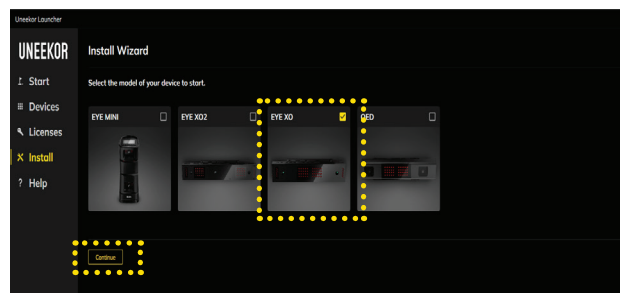 Uneekor Launcher
UNEEKOR
Start
Devices
Licenses
Install
? Help
Install Wizard
Select the model of your device to start.
EYE MINI
EYE XO2
EYE XO
QED
Continue